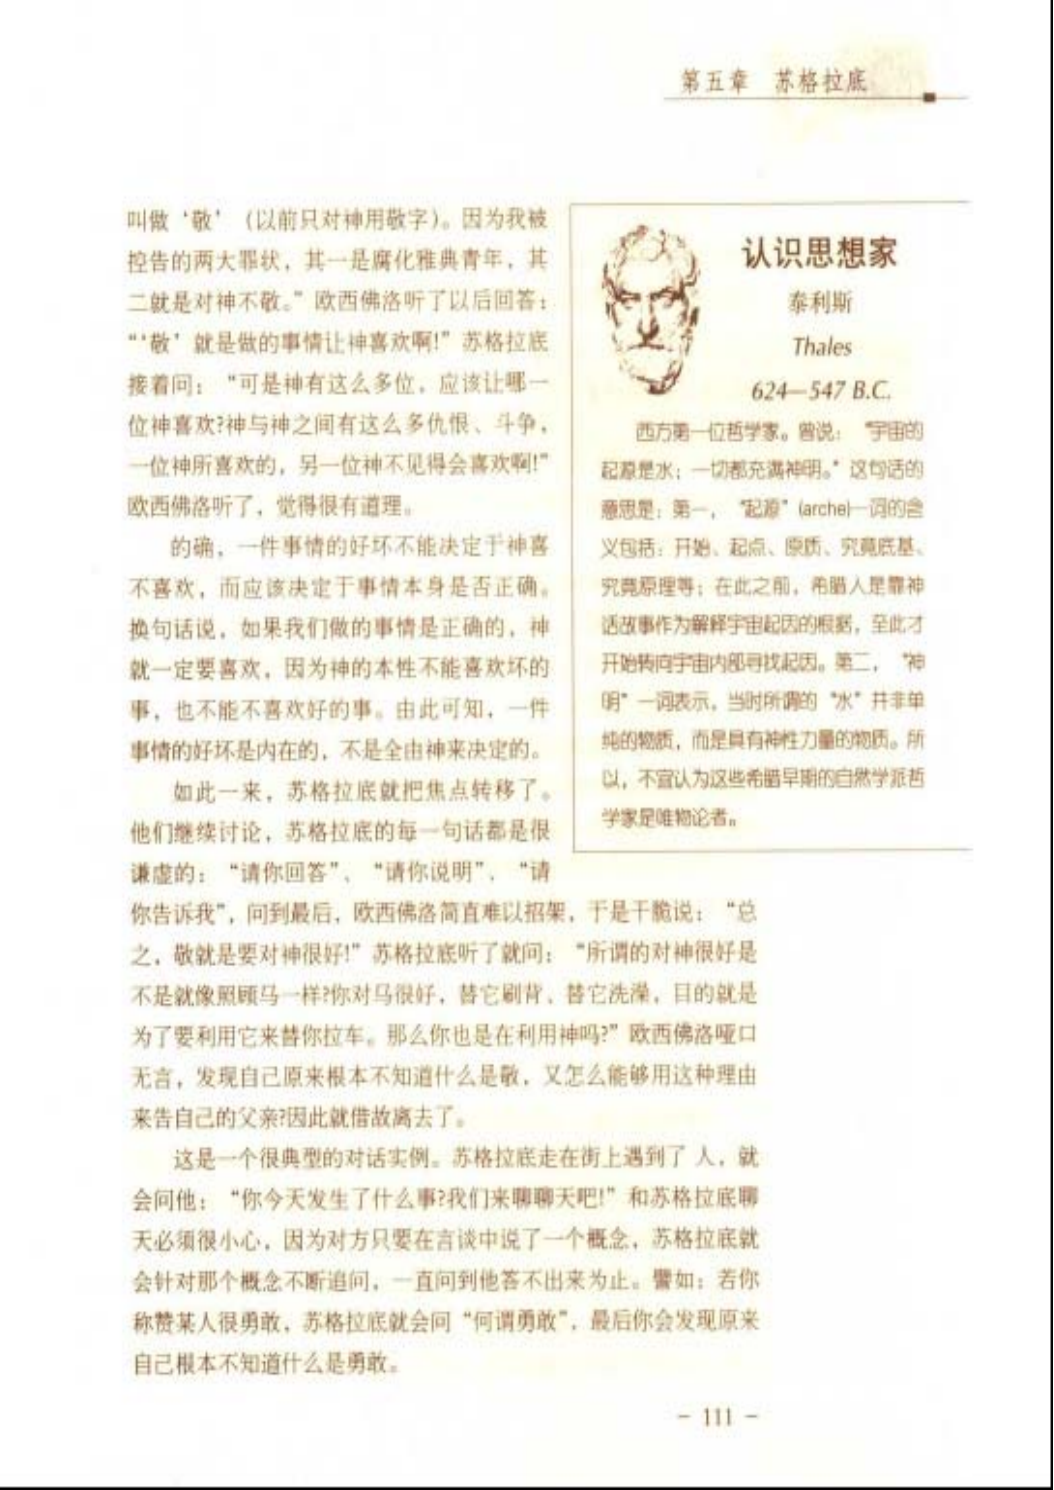 第五章 苏格拉底
叫做‘敬’（以前只对神用敬字）。因为我被
控告的两大罪状，其一是腐化雅典青年，其
二就是对神不敬。”欧西佛洛听了以后回答：
“‘敬’就是做的事情让神喜欢啊!”苏格拉底
接着问：“可是神有这么多位，应该让哪一
位神喜欢?神与神之间有这么多仇恨、斗争，
一位神所喜欢的，另一位神不见得会喜欢啊!”
欧西佛洛听了，觉得很有道理。
的确，一件事情的好坏不能决定于神喜
不喜欢，而应该决定于事情本身是否正确。
换句话说，如果我们做的事情是正确的，神
就一定要喜欢，因为神的本性不能喜欢坏的
事，也不能不喜欢好的事。由此可知，一件
事情的好坏是内在的，不是全由神来决定的。
如此一来，苏格拉底就把焦点转移了。
他们继续讨论，苏格拉底的每一句话都是很
谦虚的：“请你回答”、“请你说明”、“请
你告诉我”，问到最后，欧西佛洛简直难以招架，于是干脆说：“总
之，敬就是要对神很好!”苏格拉底听了就问：“所谓的对神很好是
不是就像照顾马一样?你对马很好，替它刷背、替它洗澡，目的就是
为了要利用它来替你拉车。那么你也是在利用神吗?”欧西佛洛哑口
无言，发现自己原来根本不知道什么是敬，又怎么能够用这种理由
来告自己的父亲?因此就借故离去了。
这是一个很典型的对话实例。苏格拉底走在街上遇到了 人，就
会问他：“你今天发生了什么事?我们来聊聊天吧!”和苏格拉底聊
天必须很小心，因为对方只要在言谈中说了一个概念，苏格拉底就
会针对那个概念不断追问，一直问到他答不出来为止。譬如：若你
称赞某人很勇敢，苏格拉底就会问“何谓勇敢”，最后你会发现原来
自己根本不知道什么是勇敢。
认识思想家
泰利斯
Thales
624—547 B.C.
西方第一位哲学家。曾说：“宇宙的
起源是水；一切都充满神明。”这句话的
意思是：第一，“起源”(arche)一词的含
义包括：开始、起点、原质、究竟底基、
究竟原理等；在此之前，希腊人是靠神
话故事作为解释宇宙起因的根据，至此才
开始转向宇宙内部寻找起因。第二，“神
明”一词表示，当时所谓的“水”并非单
纯的物质，而是具有神性力量的物质。所
以，不宜认为这些希腊早期的自然学派哲
学家是唯物论者。
- 111 -